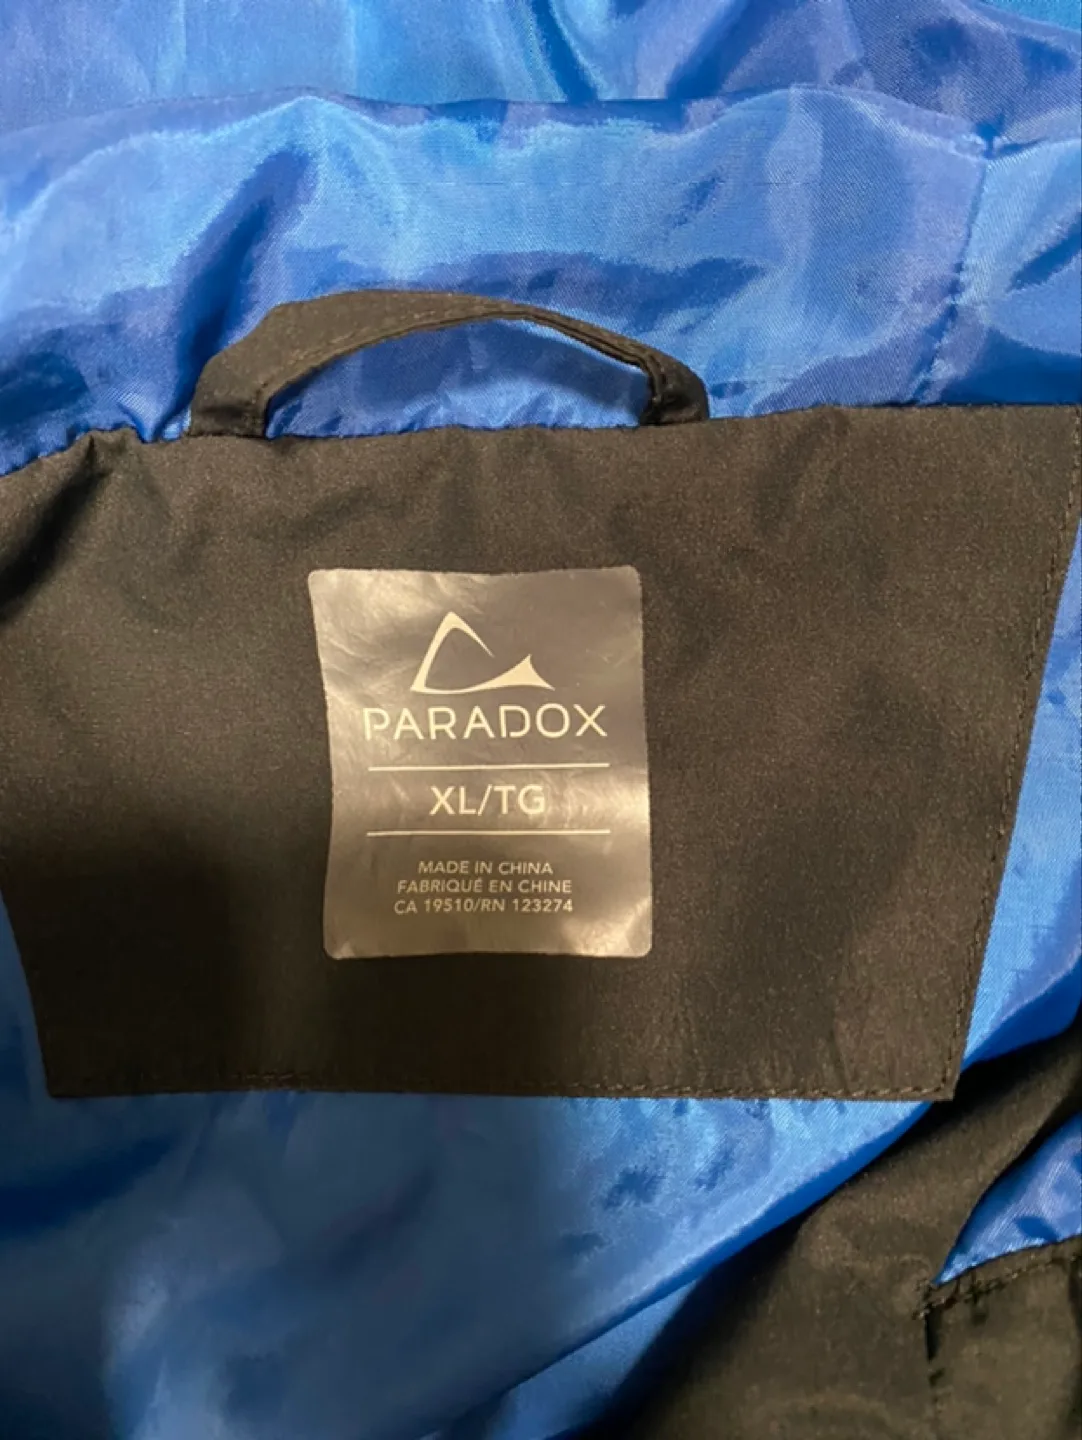 PARADOX
XL/TG
MADE IN CHINA
FABRIQUÉ EN CHINE
CA 19510/RN 123274